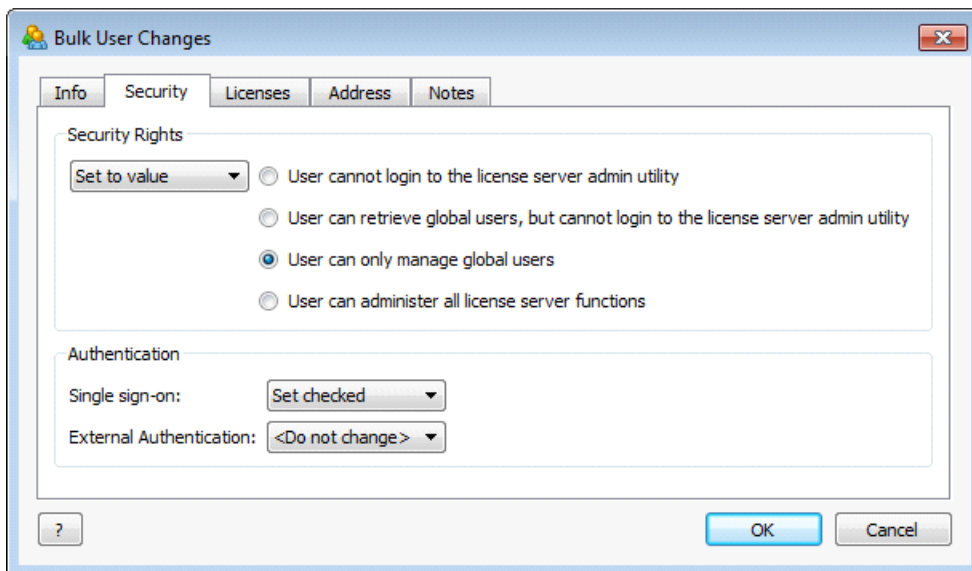 Bulk User Changes
Info Security Licenses Address Notes
Security Rights
Set to value User cannot login to the license server admin utility
User can retrieve global users, but cannot login to the license server admin utility
User can only manage global users
User can administer all license server functions
Authentication
Single sign-on: Set checked
External Authentication: <Do not change>
? OK Cancel